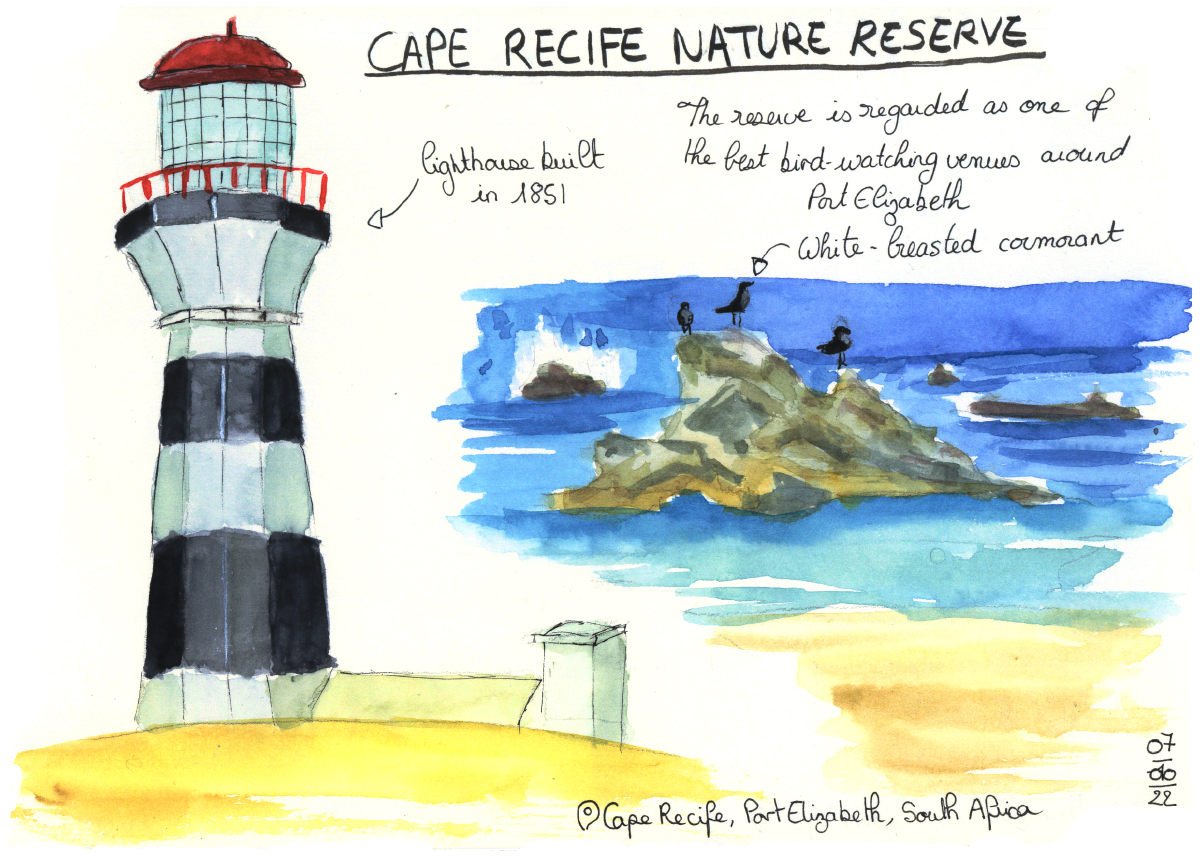 CAPE RECIFE NATURE RESERVE
The reserve is regarded as one of
the best bird-watching venues around
Port Elizabeth
lighthouse built
in 1851
White-breasted cormorant
07
06
22
Cape Recife, Port Elizabeth, South Africa